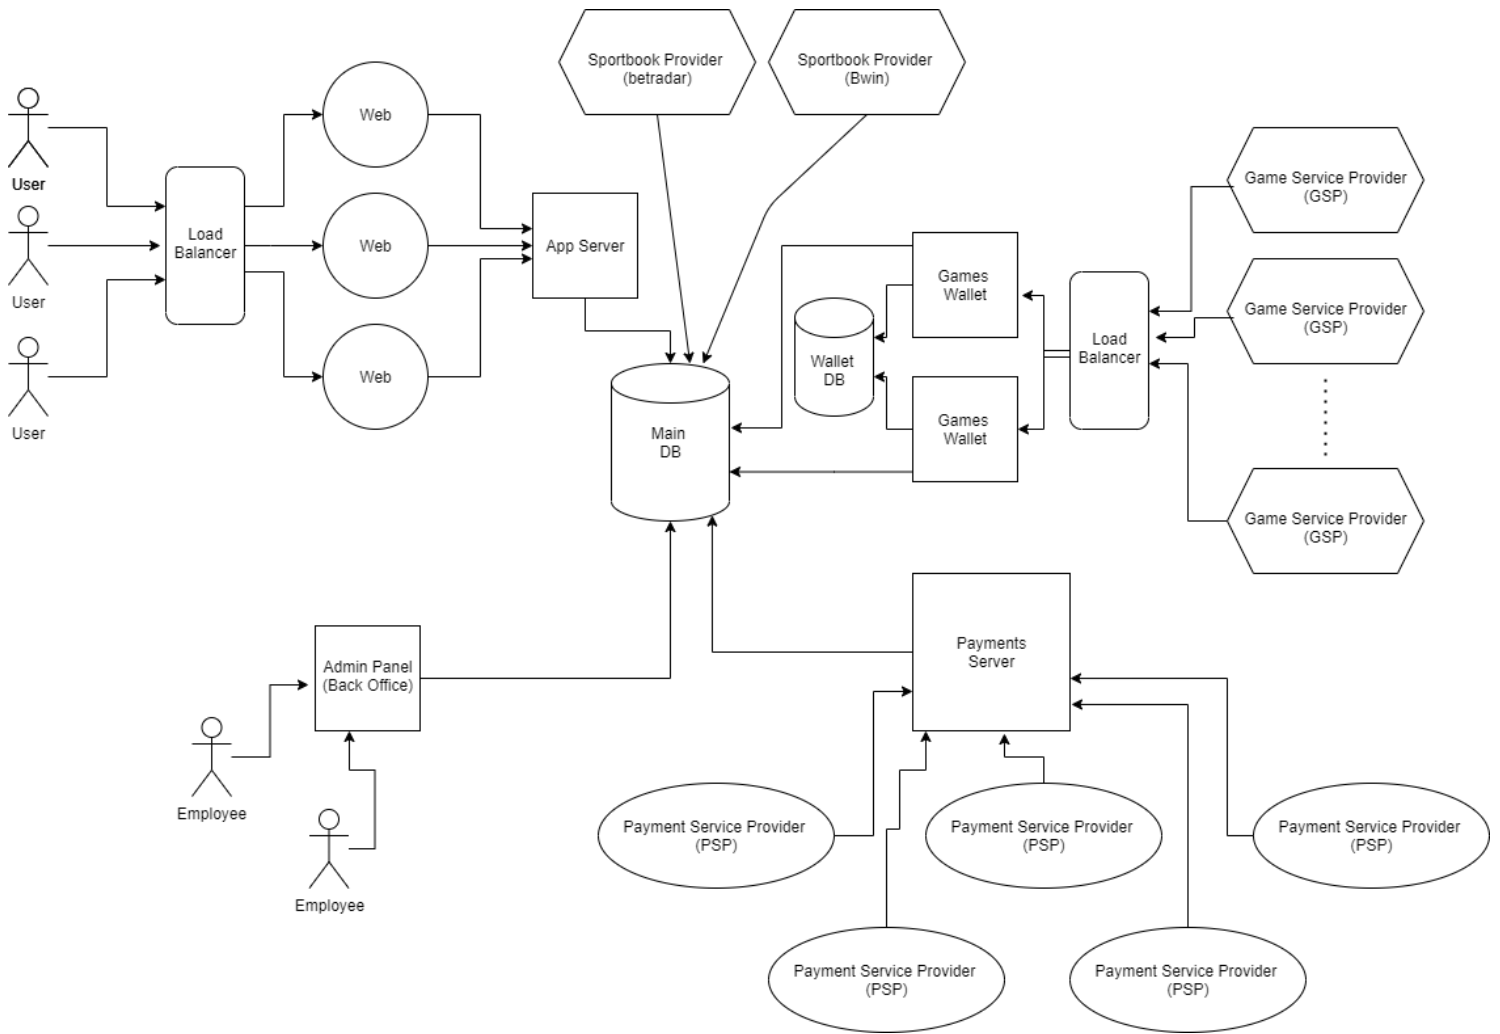 Sportbook Provider
(betradar)
Sportbook Provider
(Bwin)
User
User
User
Load
Balancer
Web
Web
Web
App Server
Main
DB
Wallet
DB
Games
Wallet
Games
Wallet
Load
Balancer
Game Service Provider
(GSP)
Game Service Provider
(GSP)
Game Service Provider
(GSP)
Admin Panel
(Back Office)
Employee
Employee
Payments
Server
Payment Service Provider
(PSP)
Payment Service Provider
(PSP)
Payment Service Provider
(PSP)
Payment Service Provider
(PSP)
Payment Service Provider
(PSP)